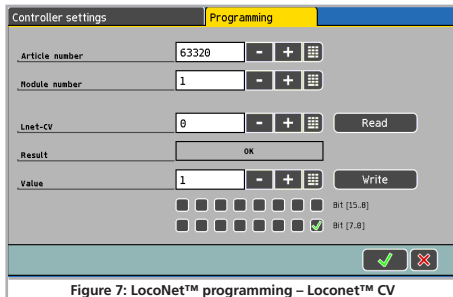 Controller settings Programming
Article number 63320 - +
Module number 1 - +
Lnet-CV 0 - + Read
Result OK
Value 1 - + Write
Bit [15..8]
Bit [7..0]
Figure 7: LocoNet™ programming – Loconet™ CV